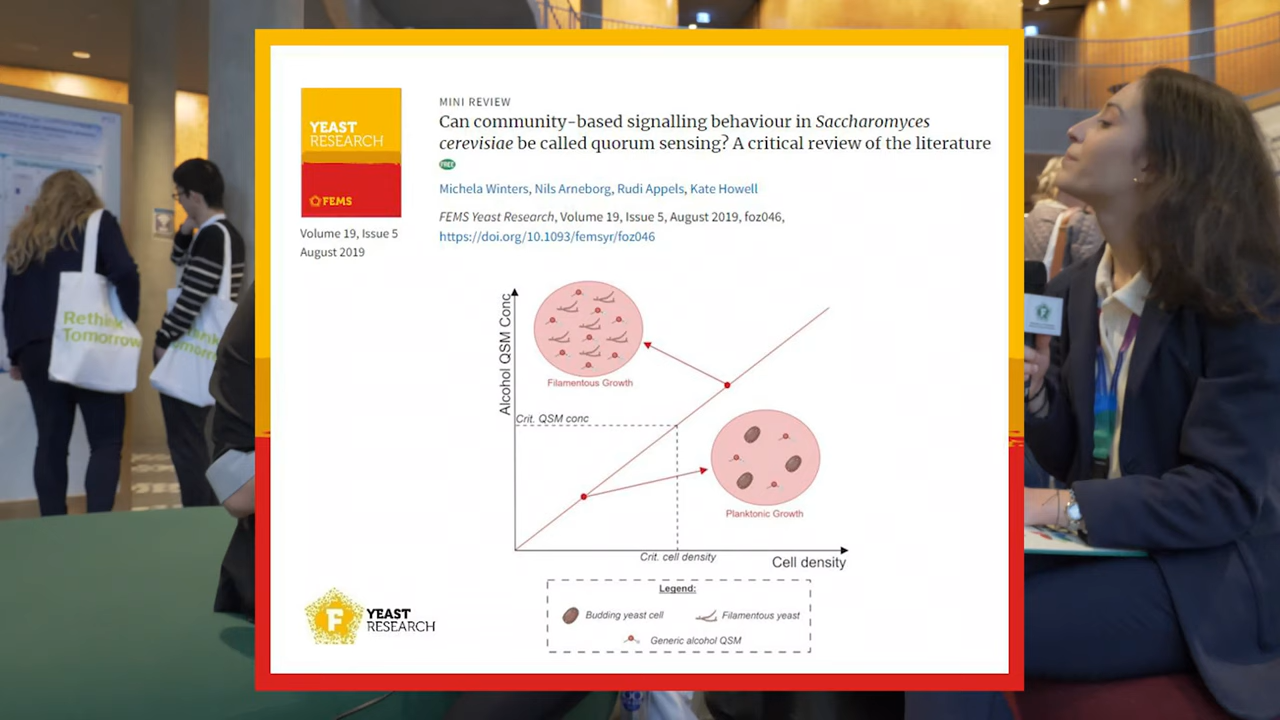 MINI REVIEW
Can community-based signalling behaviour in Saccharomyces
cerevisiae be called quorum sensing? A critical review of the literature
FREE
Michela Winters, Nils Arneborg, Rudi Appels, Kate Howell
FEMS Yeast Research, Volume 19, Issue 5, August 2019, foz046,
https://doi.org/10.1093/femsyr/foz046
YEAST
RESEARCH
FEMS
Volume 19, Issue 5
August 2019
Alcohol QSM Conc
Filamentous Growth
Crit. QSM conc
Planktonic Growth
Crit. cell density
Cell density
Legend:
Budding yeast cell
Filamentous yeast
Generic alcohol QSM
F
YEAST
RESEARCH
Rethink
Tomorrow